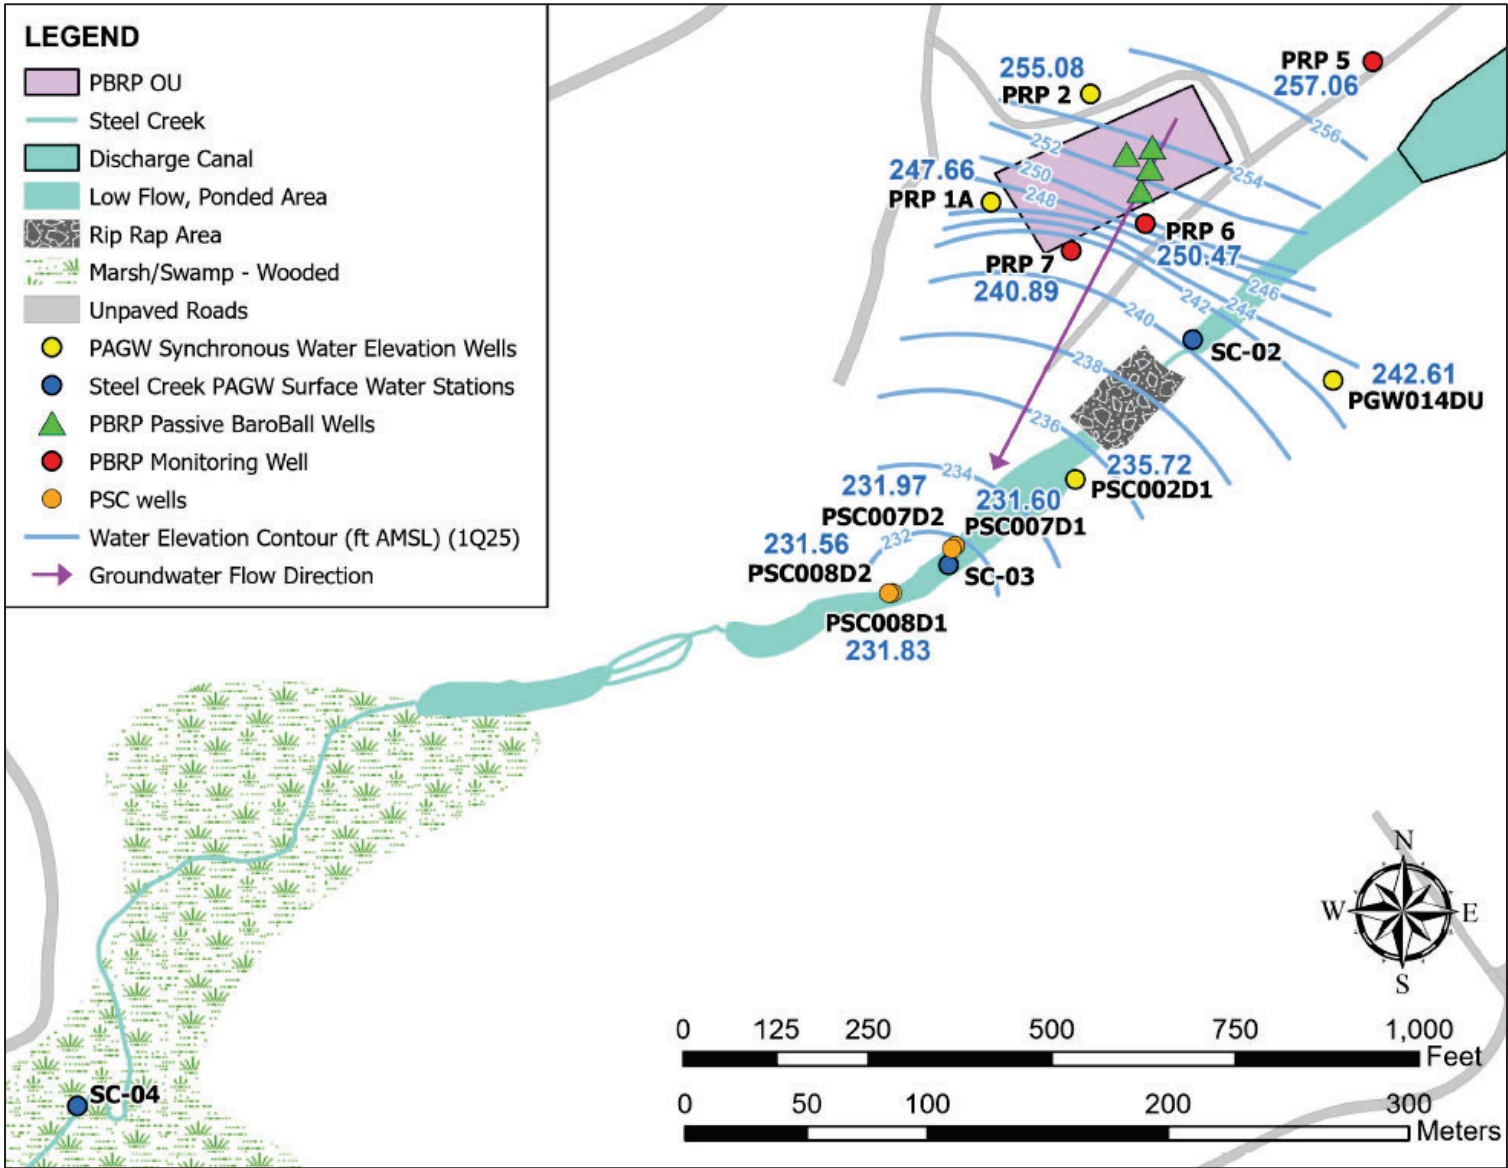 LEGEND
PBRP OU
Steel Creek
Discharge Canal
Low Flow, Ponded Area
Rip Rap Area
Marsh/Swamp - Wooded
Unpaved Roads
PAGW Synchronous Water Elevation Wells
Steel Creek PAGW Surface Water Stations
PBRP Passive BaroBall Wells
PBRP Monitoring Well
PSC wells
Water Elevation Contour (ft AMSL) (1Q25)
Groundwater Flow Direction
255.08
PRP 2
PRP 5
257.06
256
252
254
250
248
247.66
PRP 1A
PRP 6
250.47
PRP 7
240.89
246
244
242
240
SC-02
238
242.61
PGW014DU
236
235.72
PSC002D1
234
231.97
PSC007D2
231.60
PSC007D1
232
231.56
PSC008D2
SC-03
PSC008D1
231.83
SC-04
N
W
E
S
0 125 250 500 750 1,000
Feet
0 50 100 200 300
Meters